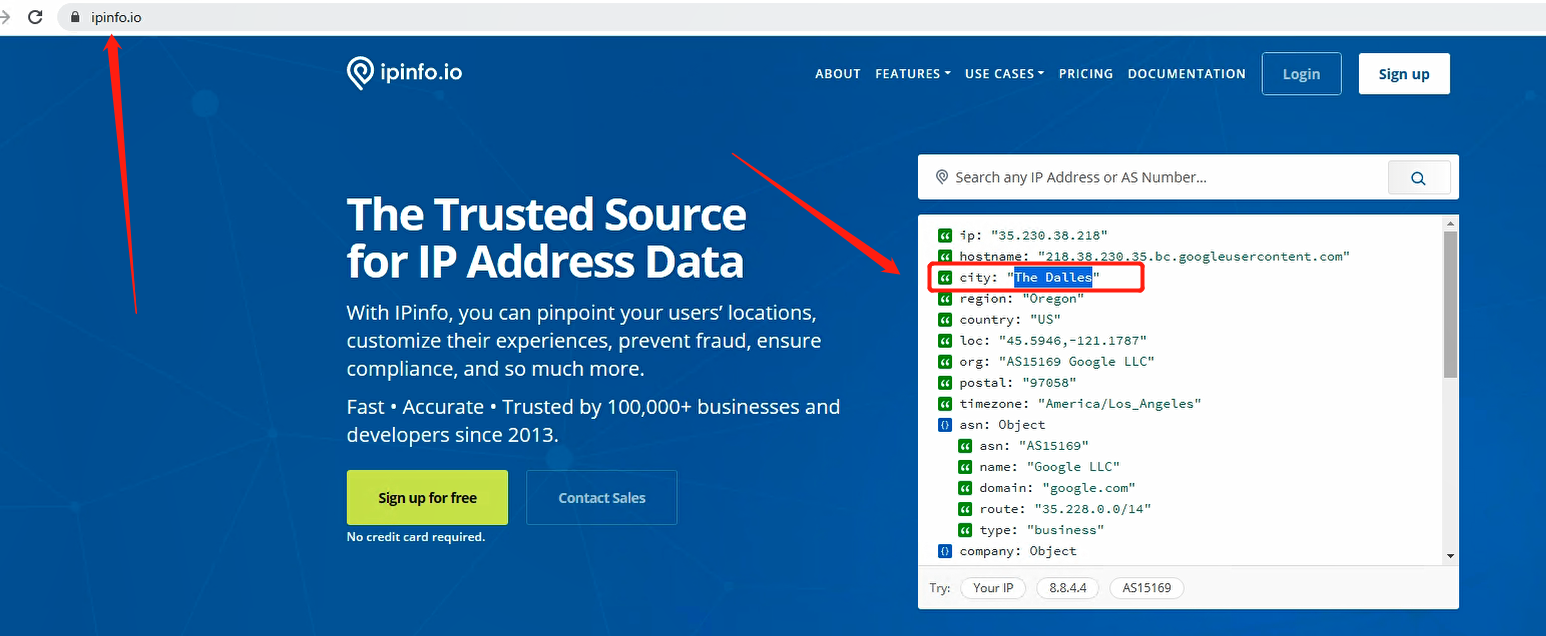 ipinfo.io
ipinfo.io
ABOUT FEATURES USE CASES PRICING DOCUMENTATION Login Sign up
The Trusted Source
for IP Address Data
With IPinfo, you can pinpoint your users’ locations,
customize their experiences, prevent fraud, ensure
compliance, and so much more.
Fast • Accurate • Trusted by 100,000+ businesses and
developers since 2013.
Sign up for free
Contact Sales
No credit card required.
Search any IP Address or AS Number...
ip: "35.230.38.218"
hostname: "218.38.230.35.bc.googleusercontent.com"
city: "The Dalles"
region: "Oregon"
country: "US"
loc: "45.5946,-121.1787"
org: "AS15169 Google LLC"
postal: "97058"
timezone: "America/Los_Angeles"
{} asn: Object
asn: "AS15169"
name: "Google LLC"
domain: "google.com"
route: "35.228.0.0/14"
type: "business"
{} company: Object
Try: Your IP 8.8.4.4 AS15169